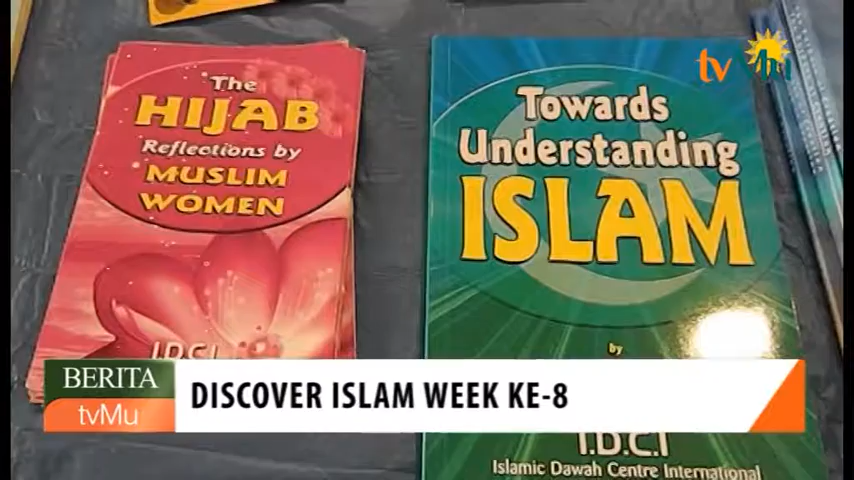 tvMu
The
HIJAB
Reflections by
MUSLIM
WOMEN
I.D.C.I
Towards
Understanding
ISLAM
by
I.D.C.I
Islamic Dawah Centre International
BERITA
tvMu
DISCOVER ISLAM WEEK KE-8